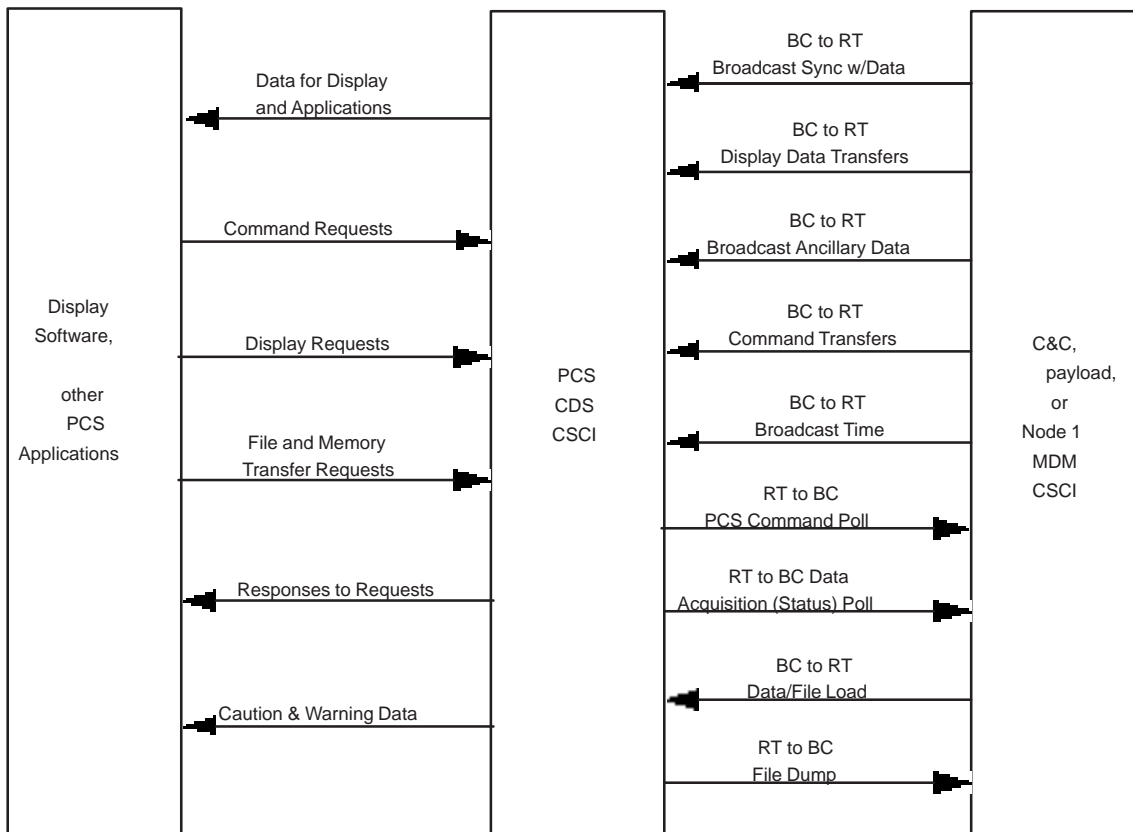 Data for Display
and Applications
Command Requests
Display
Software,
other
PCS
Applications
Display Requests
File and Memory
Transfer Requests
Responses to Requests
Caution & Warning Data
PCS
CDS
CSCI
BC to RT
Broadcast Sync w/Data
BC to RT
Display Data Transfers
BC to RT
Broadcast Ancillary Data
BC to RT
Command Transfers
BC to RT
Broadcast Time
RT to BC
PCS Command Poll
RT to BC Data
Acquisition (Status) Poll
BC to RT
Data/File Load
RT to BC
File Dump
C&C,
payload,
or
Node 1
MDM
CSCI